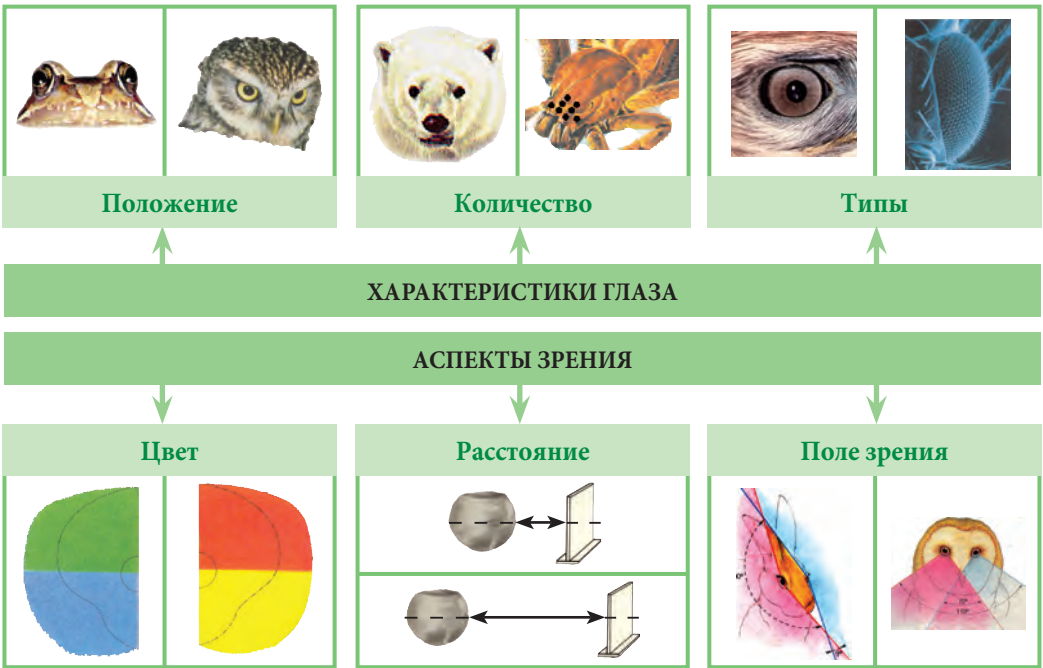 Положение
Количество
Типы
ХАРАКТЕРИСТИКИ ГЛАЗА
АСПЕКТЫ ЗРЕНИЯ
Цвет
Расстояние
Поле зрения